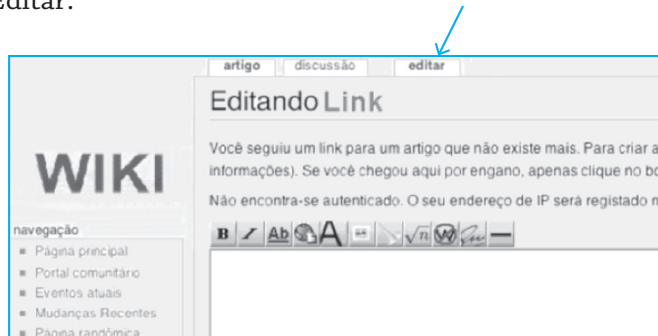 Editar.
artigo discussão editar
Editando Link
Você seguiu um link para um artigo que não existe mais. Para criar a
informações). Se você chegou aqui por engano, apenas clique no bo
Não encontra-se autenticado. O seu endereço de IP será registado n
WIKI
navegação
Página principal
Portal comunitário
Eventos atuais
Mudanças Recentes
Página randômica
B I Ab A √n W